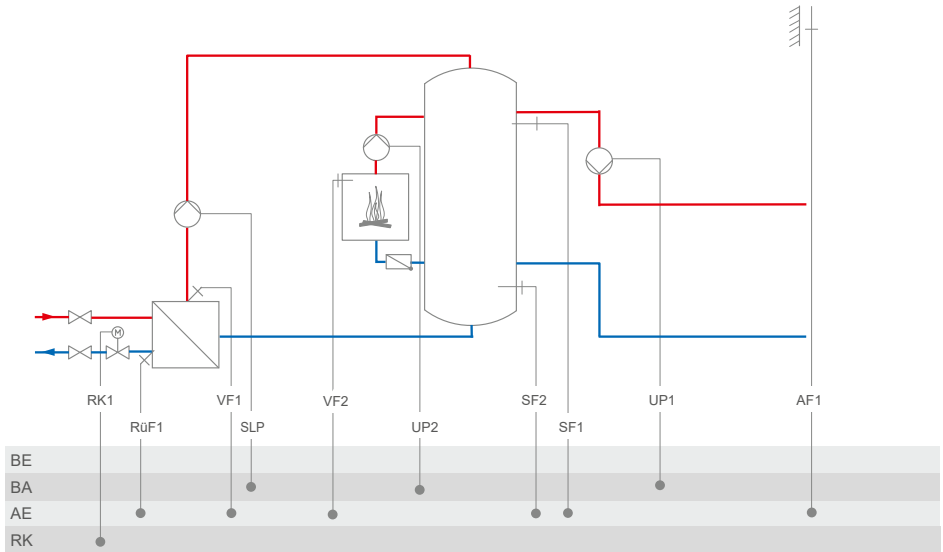 M
RK1
VF1
VF2
SF2
UP1
AF1
RüF1
SLP
UP2
SF1
BE
BA
AE
RK